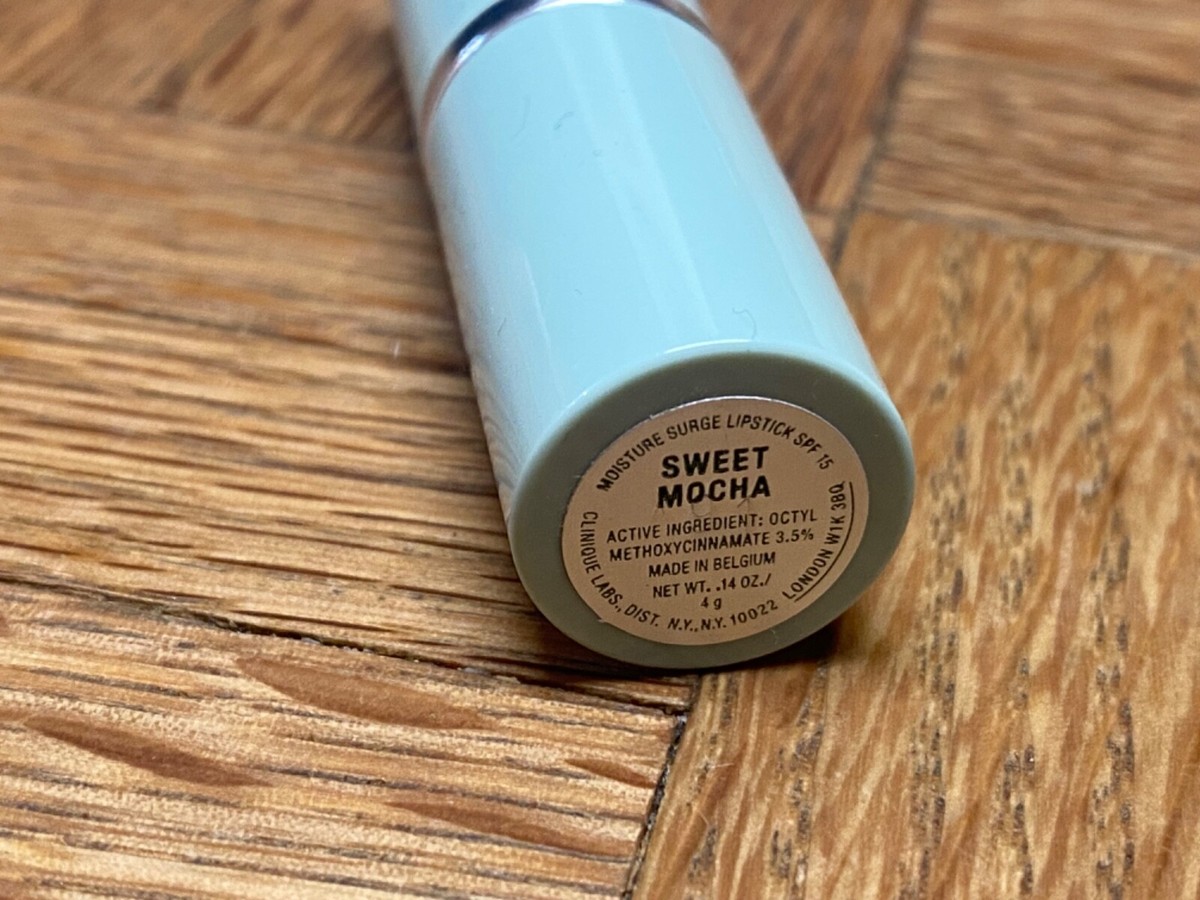 MOISTURE SURGE LIPSTICK SPF 15
SWEET
MOCHA
ACTIVE INGREDIENT: OCTYL
METHOXYCINNAMATE 3.5%
MADE IN BELGIUM
NET WT. .14 OZ./
4 g
CLINIQUE LABS., DIST. N.Y., N.Y. 10022 LONDON W1K 3BQ